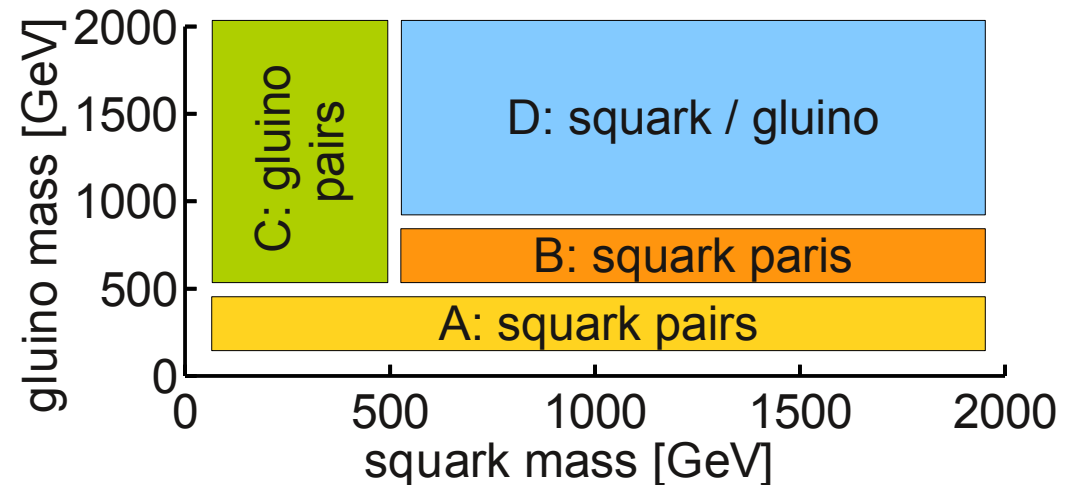 gluino mass [GeV]
2000
1500
1000
500
0
C: gluino
pairs
D: squark / gluino
B: squark paris
A: squark pairs
0 500 1000 1500 2000
squark mass [GeV]